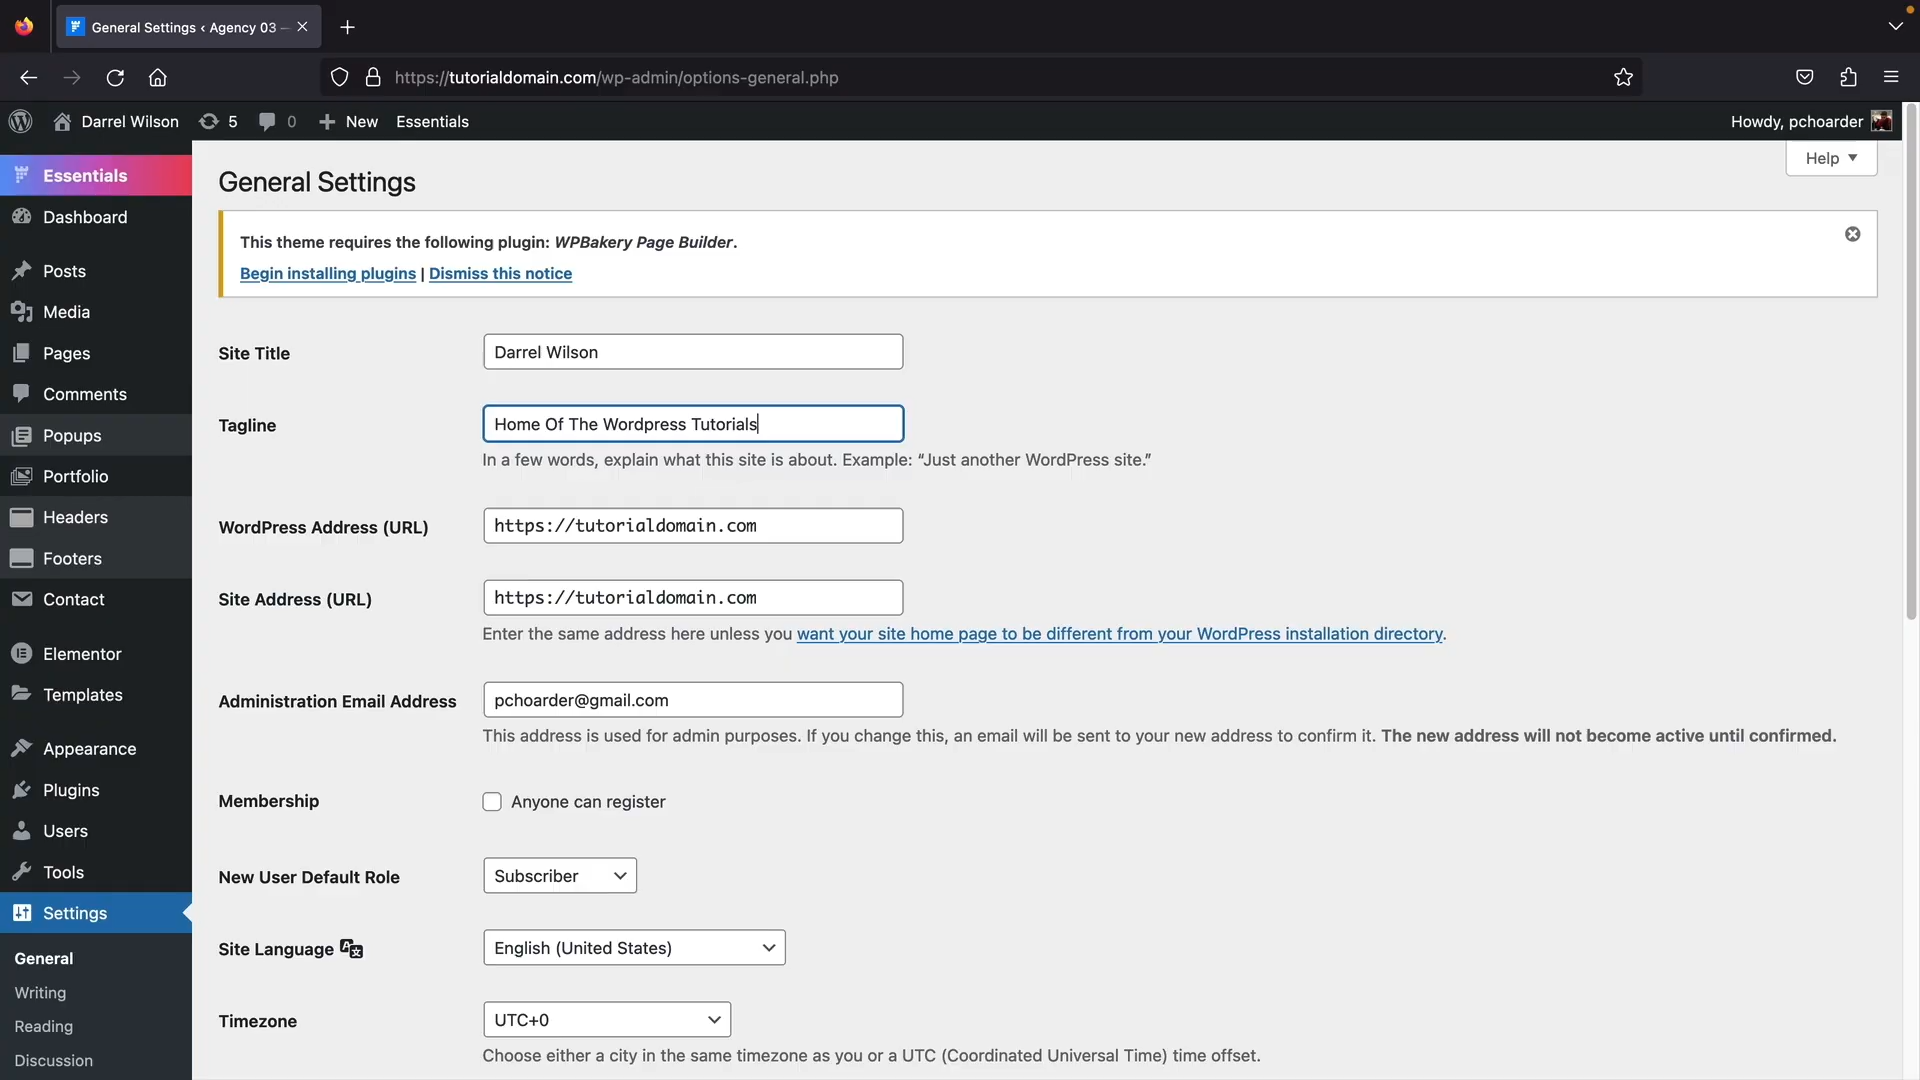 General Settings ‹ Agency 03 —
https://tutorialdomain.com/wp-admin/options-general.php
Darrel Wilson 5 0 New Essentials Howdy, pchoarder
Help
Essentials
Dashboard
Posts
Media
Pages
Comments
Popups
Portfolio
Headers
Footers
Contact
Elementor
Templates
Appearance
Plugins
Users
Tools
Settings
General
Writing
Reading
Discussion
General Settings
This theme requires the following plugin: WPBakery Page Builder.
Begin installing plugins | Dismiss this notice
Site Title Darrel Wilson
Tagline Home Of The Wordpress Tutorials
In a few words, explain what this site is about. Example: “Just another WordPress site.”
WordPress Address (URL) https://tutorialdomain.com
Site Address (URL) https://tutorialdomain.com
Enter the same address here unless you want your site home page to be different from your WordPress installation directory.
Administration Email Address pchoarder@gmail.com
This address is used for admin purposes. If you change this, an email will be sent to your new address to confirm it. The new address will not become active until confirmed.
Membership Anyone can register
New User Default Role Subscriber
Site Language English (United States)
Timezone UTC+0
Choose either a city in the same timezone as you or a UTC (Coordinated Universal Time) time offset.